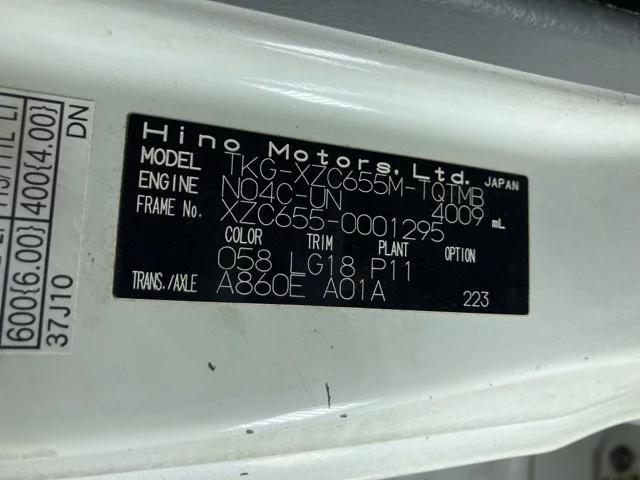 Hino Motors, Ltd. JAPAN
MODEL TKG-XZC655M-TQTMB
ENGINE N04C-UN 4009 mL
FRAME No. XZC655-0001295
COLOR TRIM PLANT OPTION
058 LG18 P11
TRANS./AXLE A860E A01A 223
600{6.00} 400{4.00}
37J10 DN